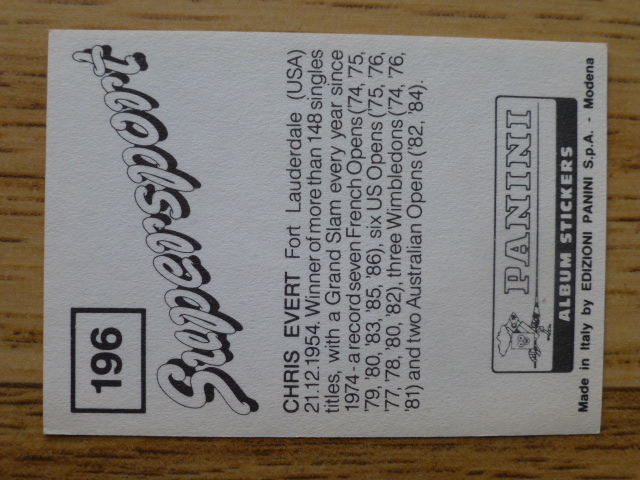 196
Supersport
CHRIS EVERT Fort Lauderdale (USA)
21.12.1954. Winner of more than 148 singles
titles, with a Grand Slam every year since
1974 - a record seven French Opens ('74, '75,
'79, '80, '83, '85, '86), six US Opens ('75, '76,
'77, '78, '80, '82), three Wimbledons ('74, '76,
'81) and two Australian Opens ('82, '84).
PANINI
ALBUM STICKERS
Made in Italy by EDIZIONI PANINI S.p.A. - Modena